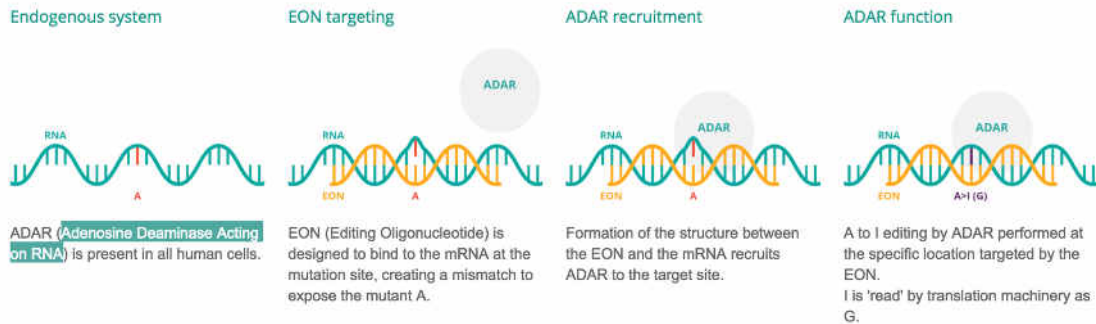 Endogenous system
RNA
A
ADAR (Adenosine Deaminase Acting
on RNA) is present in all human cells.
EON targeting
ADAR
RNA
EON
A
EON (Editing Oligonucleotide) is
designed to bind to the mRNA at the
mutation site, creating a mismatch to
expose the mutant A.
ADAR recruitment
RNA
ADAR
EON
A
Formation of the structure between
the EON and the mRNA recruits
ADAR to the target site.
ADAR function
RNA
ADAR
EON
A>I (G)
A to I editing by ADAR performed at
the specific location targeted by the
EON.
I is 'read' by translation machinery as
G.